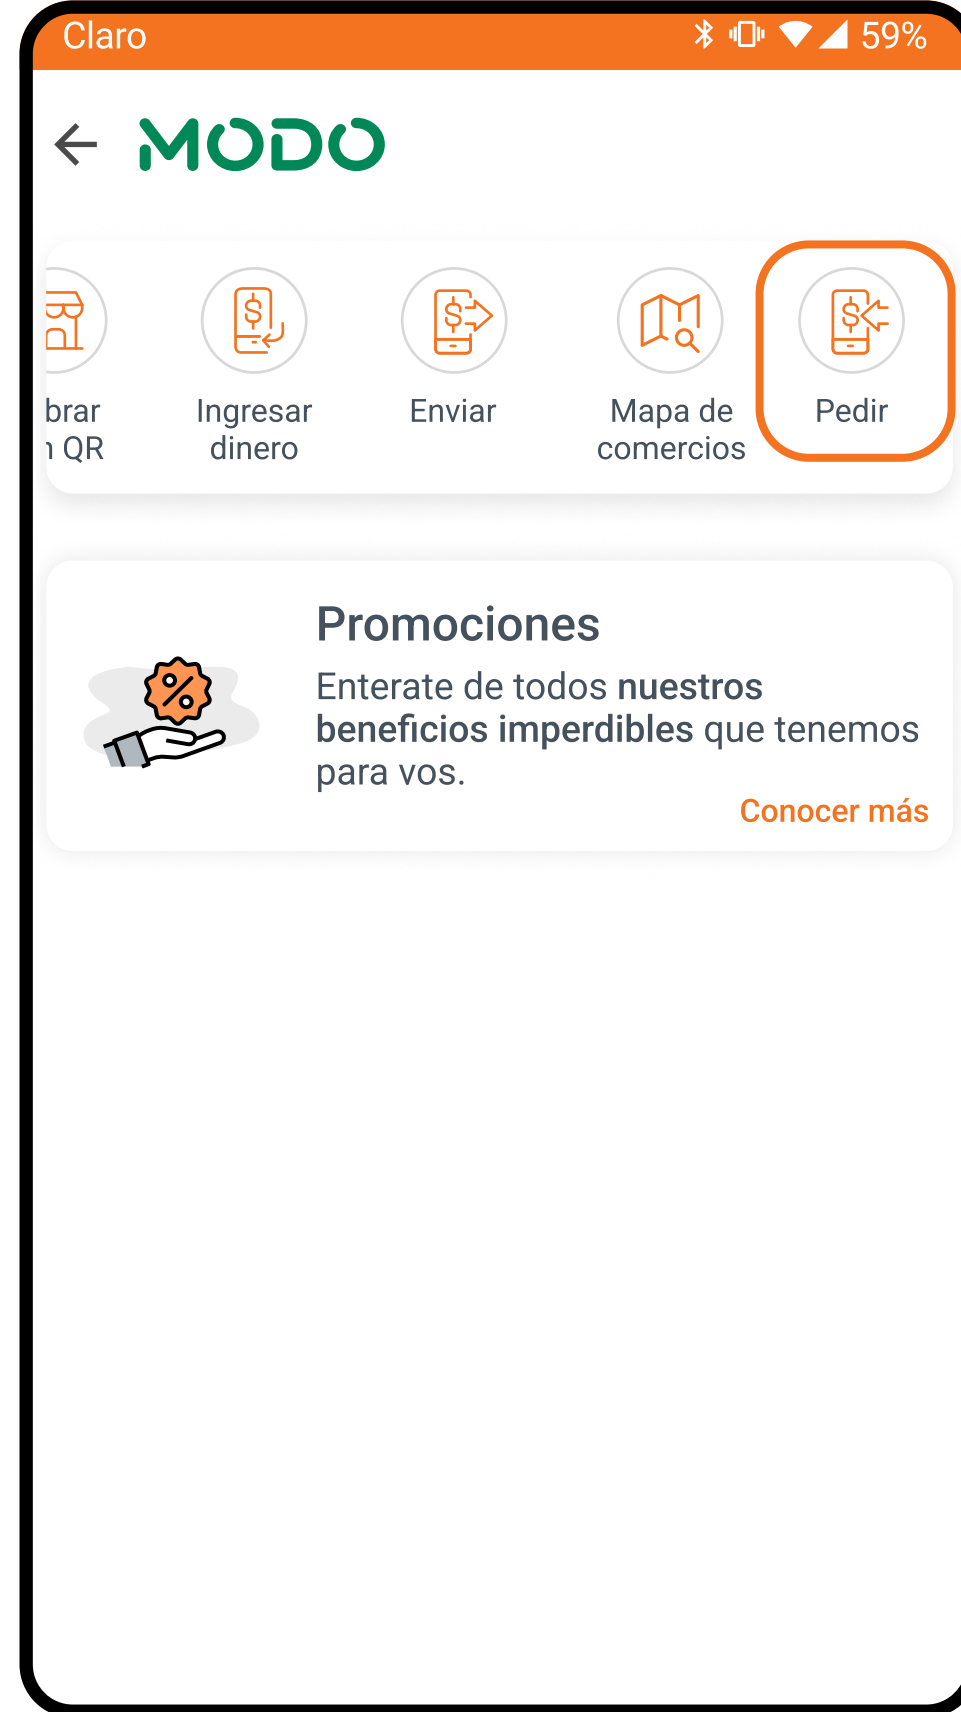 Claro 59%
MODO
brar
QR
Ingresar
dinero
Enviar
Mapa de
comercios
Pedir
Promociones
Enterate de todos nuestros
beneficios imperdibles que tenemos
para vos.
Conocer más